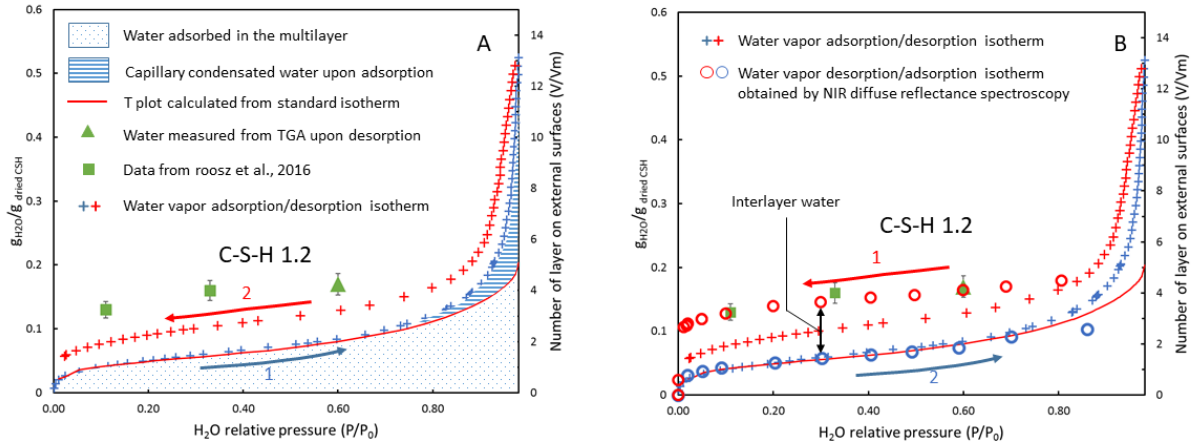 A
Water adsorbed in the multilayer
Capillary condensated water upon adsorption
T plot calculated from standard isotherm
Water measured from TGA upon desorption
Data from roosz et al., 2016
Water vapor adsorption/desorption isotherm
C-S-H 1.2
2
1
0.6
0.5
0.4
0.3
0.2
0.1
0
gH2O/g dried CSH
0.00 0.20 0.40 0.60 0.80
H2O relative pressure (P/P0)
14
12
10
8
6
4
2
0
Number of layer on external surfaces (V/Vm)
B
Water vapor adsorption/desorption isotherm
Water vapor desorption/adsorption isotherm
obtained by NIR diffuse reflectance spectroscopy
Interlayer water
C-S-H 1.2
1
2
0.6
0.5
0.4
0.3
0.2
0.1
0
gH2O/g dried CSH
0.00 0.20 0.40 0.60 0.80
H2O relative pressure (P/P0)
14
12
10
8
6
4
2
0
Number of layer on external surfaces (V/Vm)